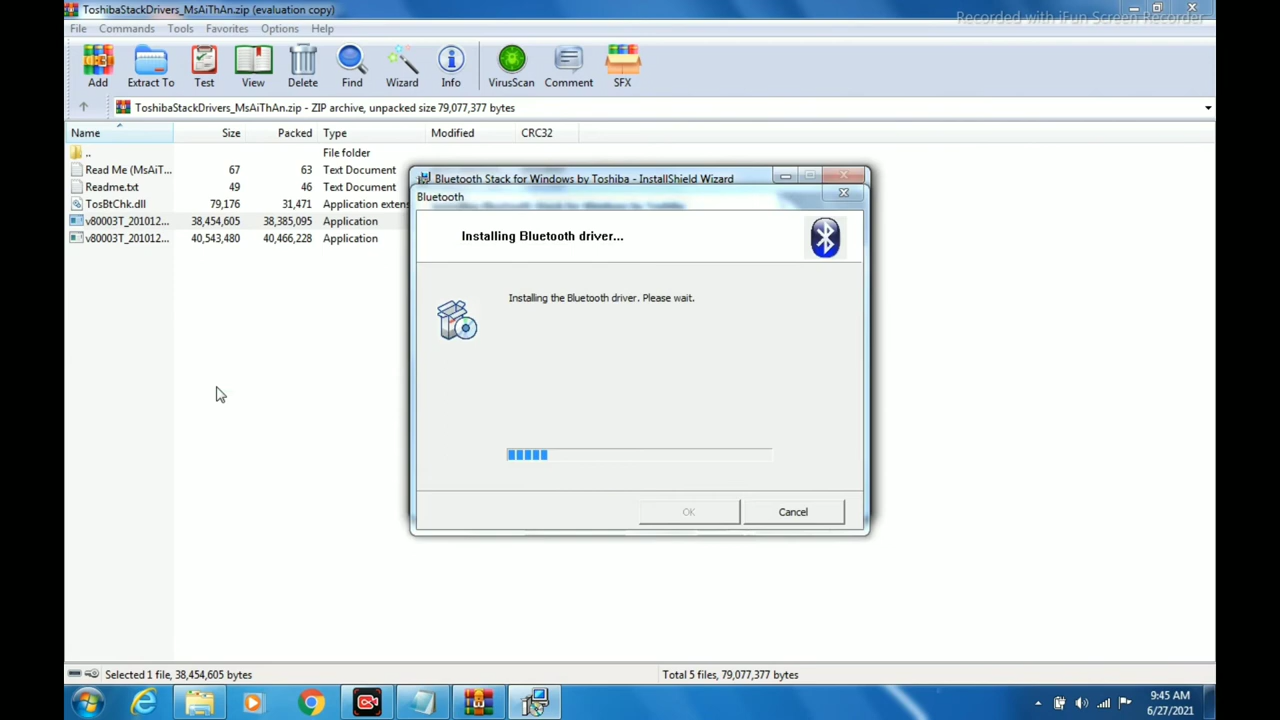 ToshibaStackDrivers_MsAiThAn.zip (evaluation copy)
Recorded with iFun Screen Recorder
File Commands Tools Favorites Options Help
Add Extract To Test View Delete Find Wizard Info VirusScan Comment SFX
ToshibaStackDrivers_MsAiThAn.zip - ZIP archive, unpacked size 79,077,377 bytes
Name Size Packed Type Modified CRC32
.. File folder
Read Me (MsAiT... 67 63 Text Document
Readme.txt 49 46 Text Document
TosBtChk.dll 79,176 31,471 Application exten
v80003T_201012... 38,454,605 38,385,095 Application
v80003T_201012... 40,543,480 40,466,228 Application
Bluetooth Stack for Windows by Toshiba - InstallShield Wizard
Bluetooth
Installing Bluetooth driver...
Installing the Bluetooth driver. Please wait.
OK Cancel
Selected 1 file, 38,454,605 bytes
Total 5 files, 79,077,377 bytes
9:45 AM
6/27/2021